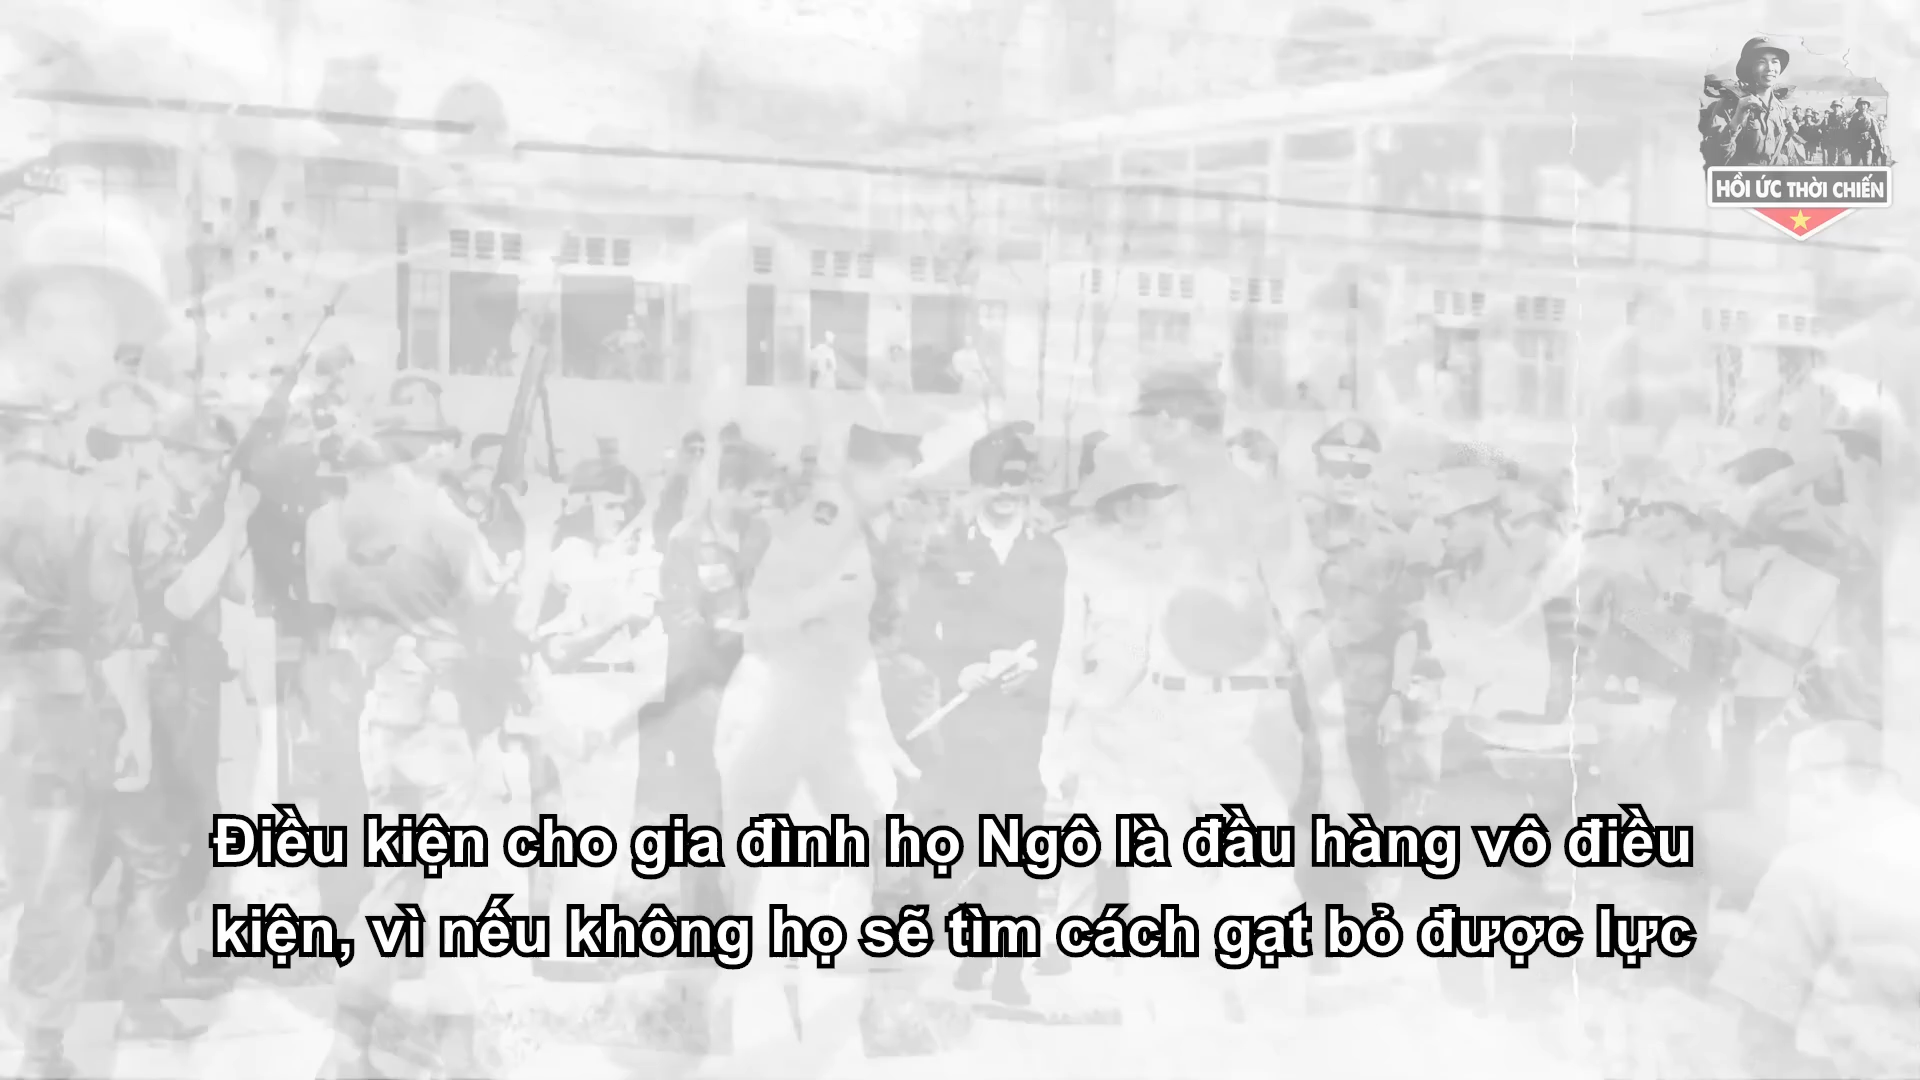 HỒI ỨC THỜI CHIẾN
Điều kiện cho gia đình họ Ngô là đầu hàng vô điều
kiện, vì nếu không họ sẽ tìm cách gạt bỏ được lực